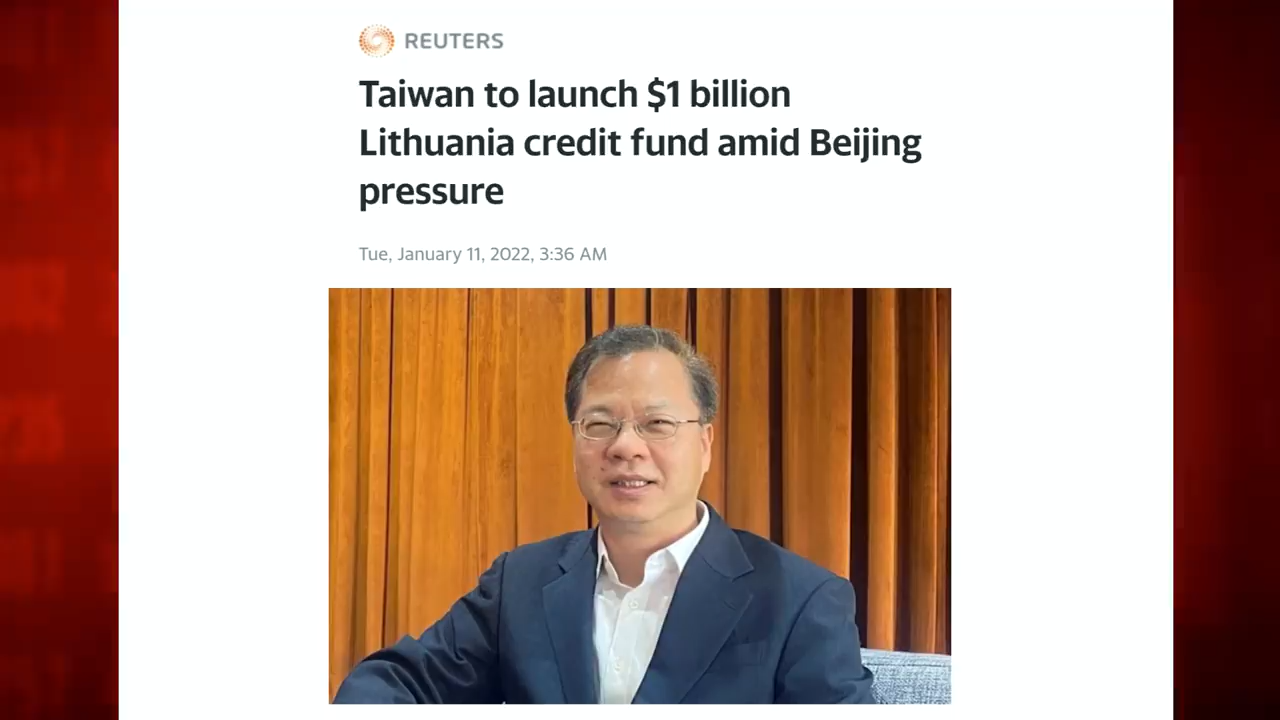 REUTERS
Taiwan to launch $1 billion
Lithuania credit fund amid Beijing
pressure
Tue, January 11, 2022, 3:36 AM